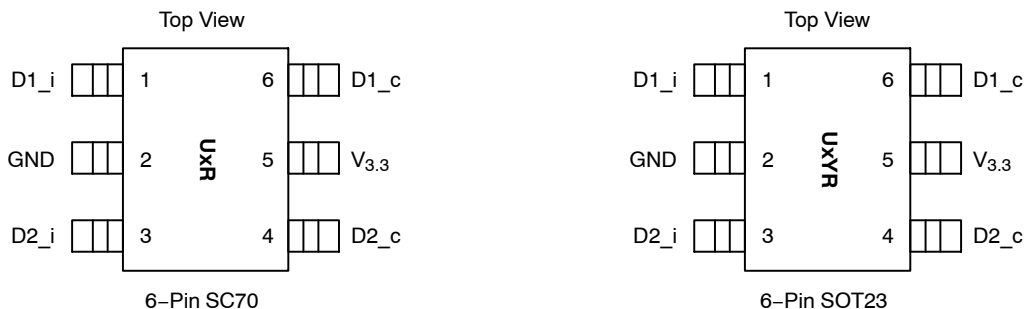 Top View
D1_i 1 6 D1_c
GND 2 UxR 5 V3.3
D2_i 3 4 D2_c
6−Pin SC70
Top View
D1_i 1 6 D1_c
GND 2 UxYR 5 V3.3
D2_i 3 4 D2_c
6−Pin SOT23